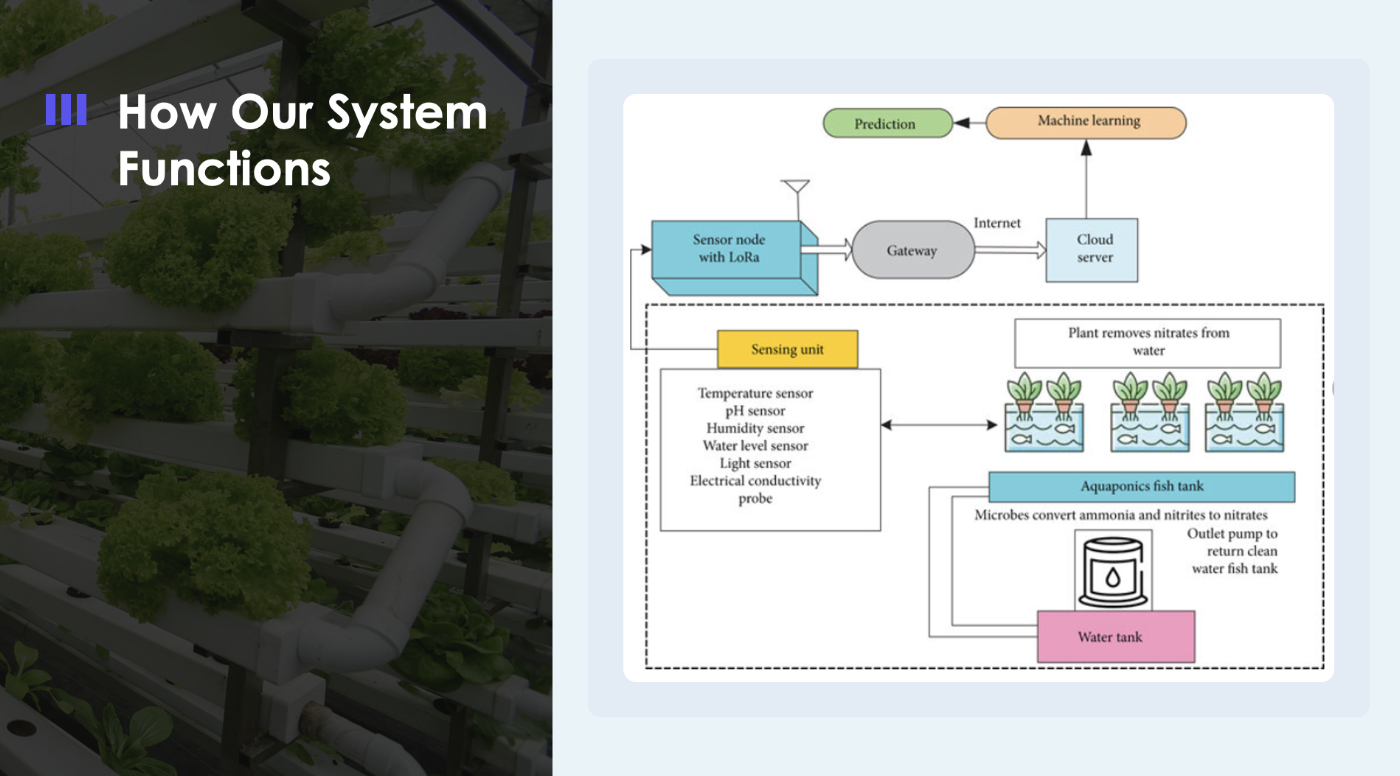 How Our System
Functions
Prediction
Machine learning
Sensor node
with LoRa
Gateway
Internet
Cloud
server
Sensing unit
Temperature sensor
pH sensor
Humidity sensor
Water level sensor
Light sensor
Electrical conductivity
probe
Plant removes nitrates from
water
Aquaponics fish tank
Microbes convert ammonia and nitrites to nitrates
Outlet pump to
return clean
water fish tank
Water tank